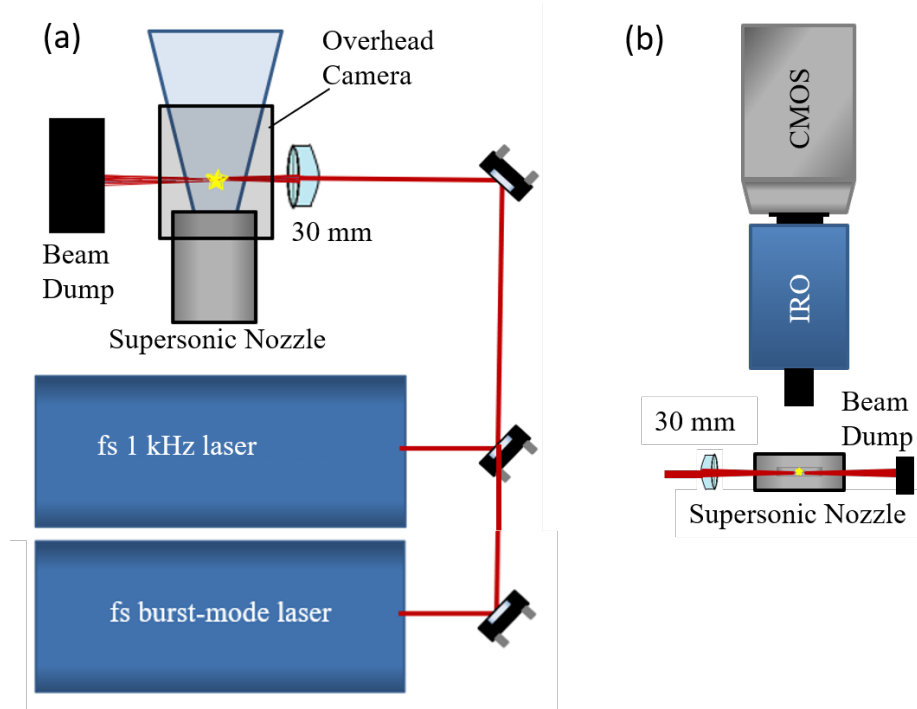 (a)
Overhead
Camera
30 mm
Beam
Dump
Supersonic Nozzle
fs 1 kHz laser
fs burst-mode laser
(b)
CMOS
IRO
30 mm
Beam
Dump
Supersonic Nozzle